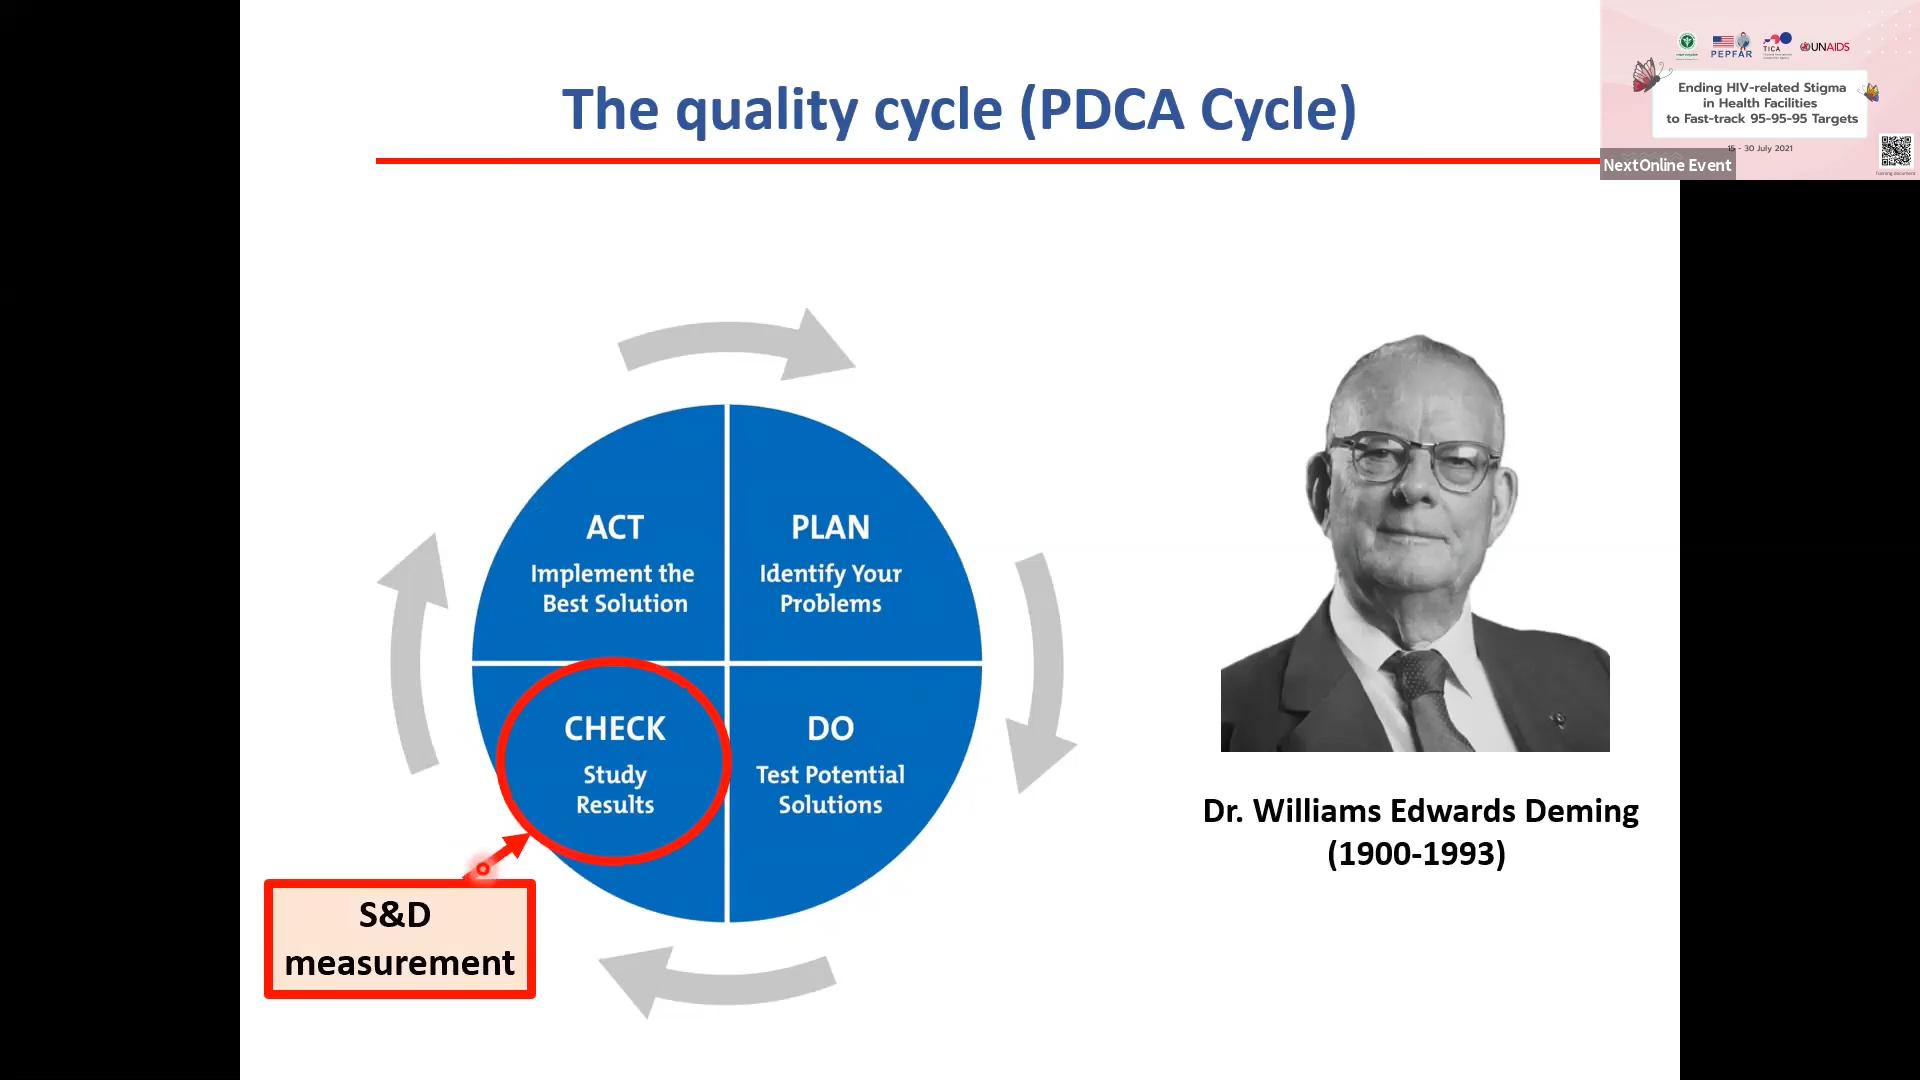 The quality cycle (PDCA Cycle)
PEPFAR
TICA
UNAIDS
Ending HIV-related Stigma
in Health Facilities
to Fast-track 95-95-95 Targets
15 - 30 July 2021
NextOnline Event
ACT
Implement the
Best Solution
PLAN
Identify Your
Problems
CHECK
Study
Results
DO
Test Potential
Solutions
S&D
measurement
Dr. Williams Edwards Deming
(1900-1993)